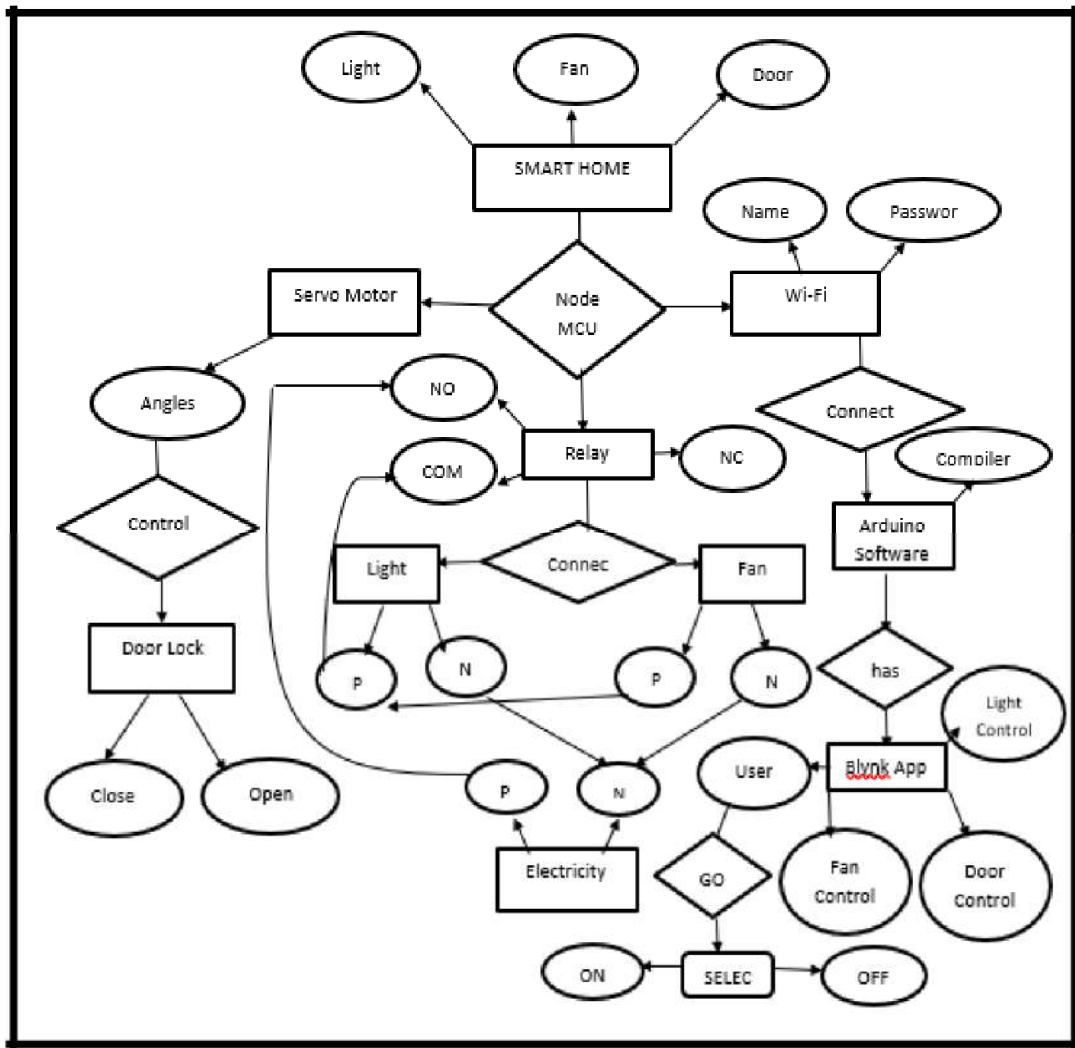 Light
Fan
Door
SMART HOME
Name
Passwor
Servo Motor
Node
MCU
Wi-Fi
NO
Angles
Connect
Relay
COM
NC
Compiler
Control
Arduino
Software
Light
Connec
Fan
Door Lock
N
P
P
N
has
Light
Control
User
Blynk App
Close
Open
P
N
Electricity
GO
Fan
Control
Door
Control
ON
SELEC
OFF